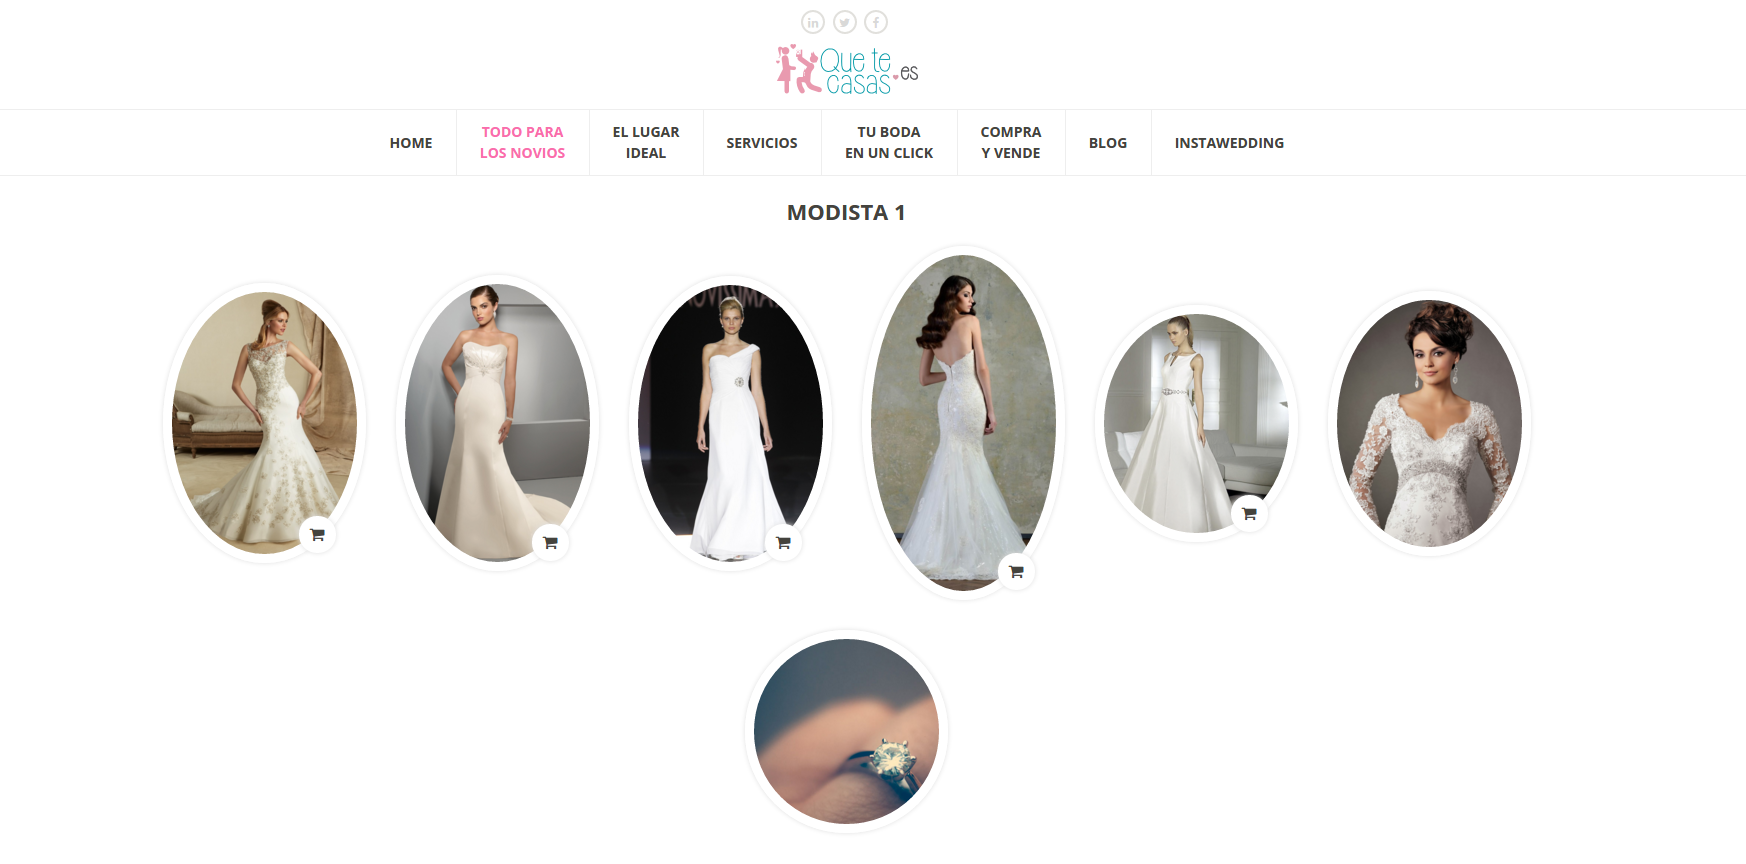 in
Que te
casas.es
HOME
TODO PARA
LOS NOVIOS
EL LUGAR
IDEAL
SERVICIOS
TU BODA
EN UN CLICK
COMPRA
Y VENDE
BLOG
INSTAWEDDING
MODISTA 1